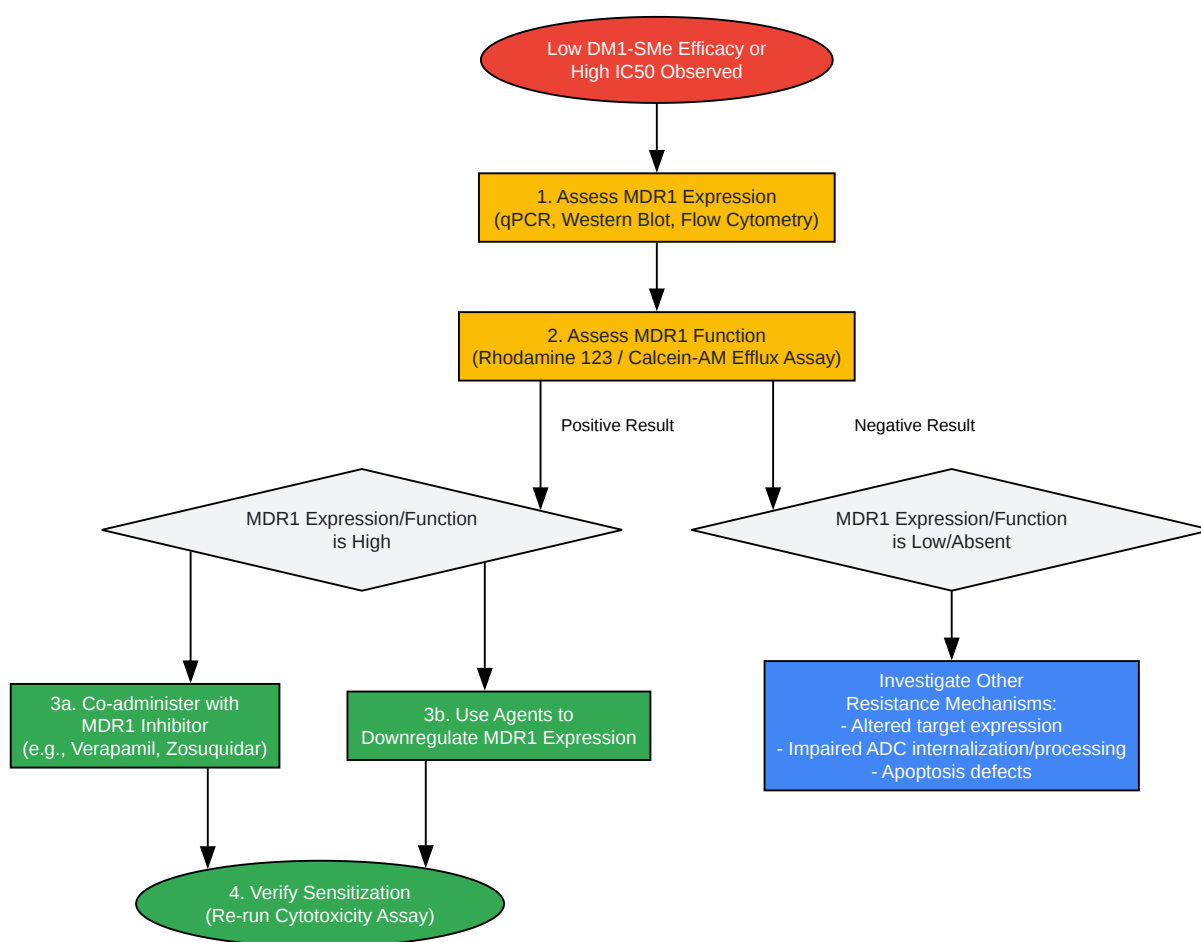 Low DM1-SMe Efficacy or
High IC50 Observed
1. Assess MDR1 Expression
(qPCR, Western Blot, Flow Cytometry)
2. Assess MDR1 Function
(Rhodamine 123 / Calcein-AM Efflux Assay)
Positive Result
Negative Result
MDR1 Expression/Function
is High
MDR1 Expression/Function
is Low/Absent
3a. Co-administer with
MDR1 Inhibitor
(e.g., Verapamil, Zosuquidar)
3b. Use Agents to
Downregulate MDR1 Expression
Investigate Other
Resistance Mechanisms:
- Altered target expression
- Impaired ADC internalization/processing
- Apoptosis defects
4. Verify Sensitization
(Re-run Cytotoxicity Assay)